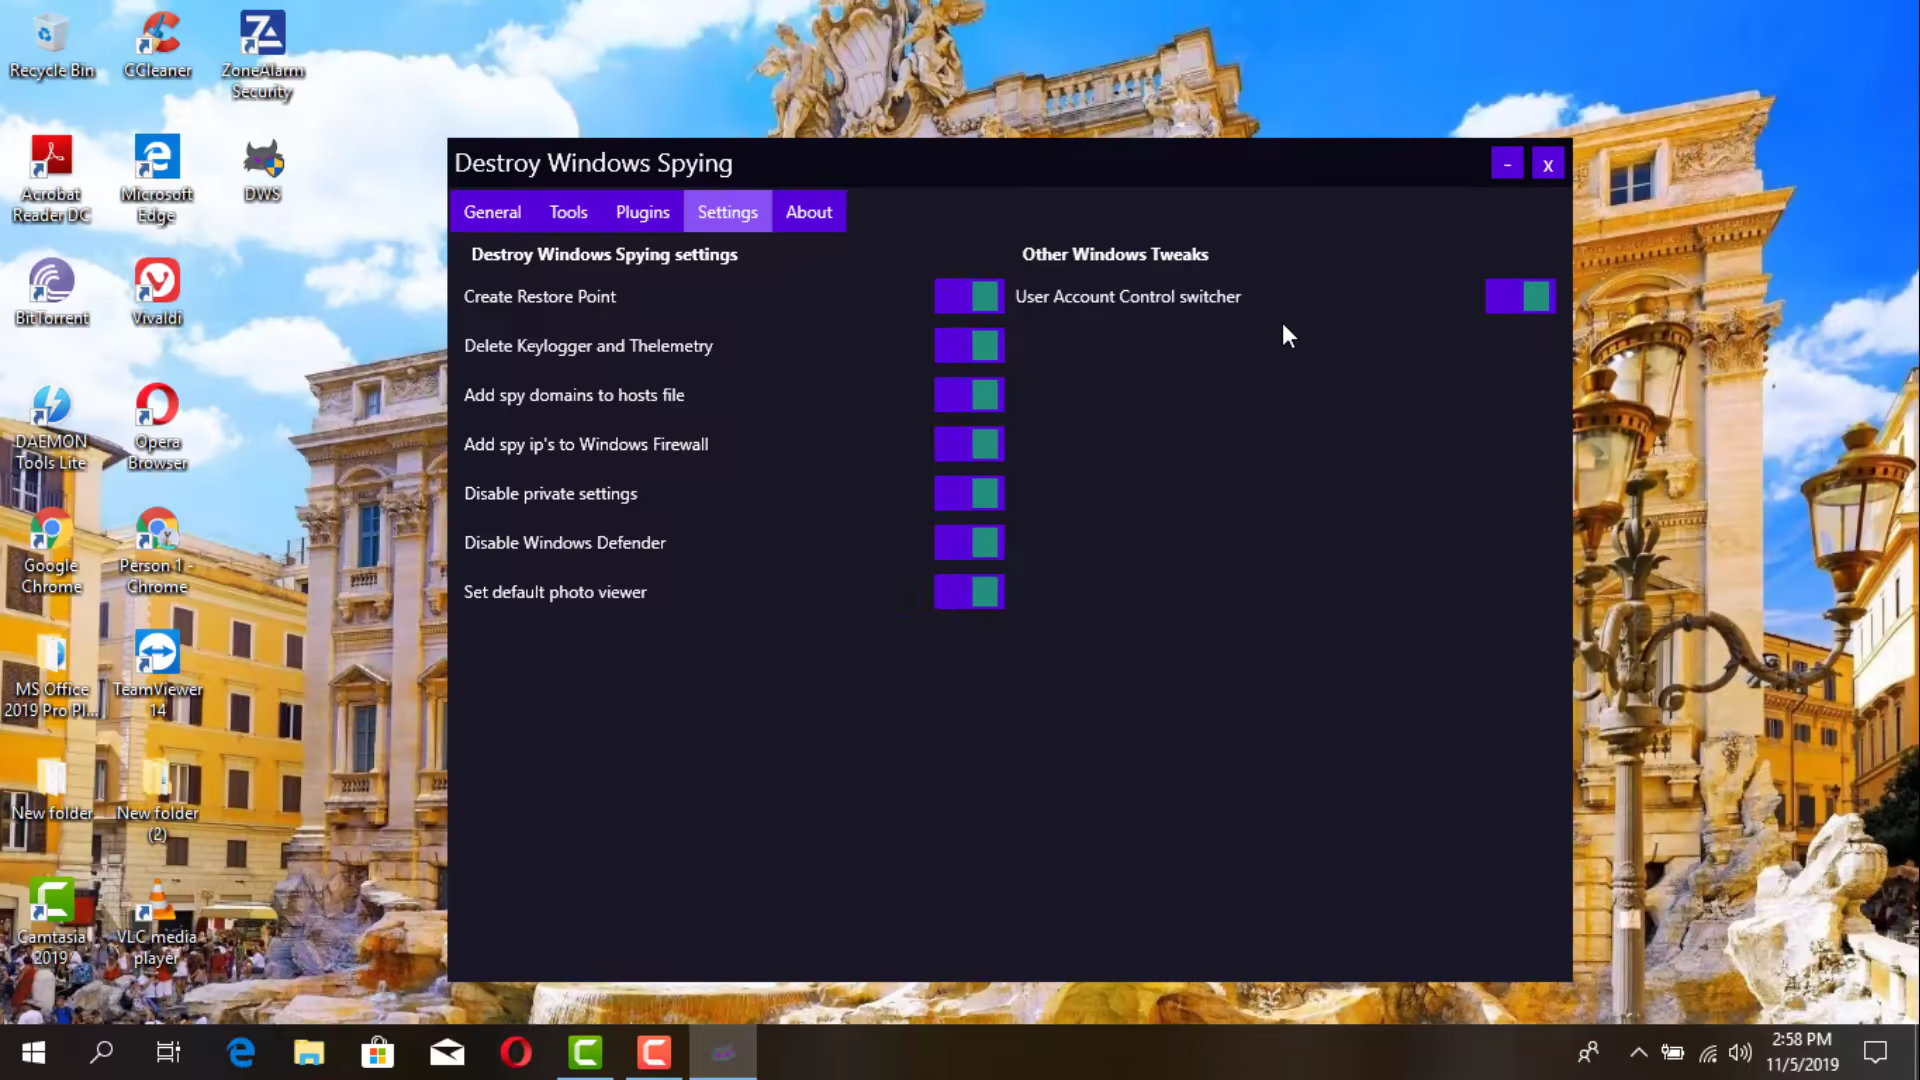 Recycle Bin
CCleaner
ZoneAlarm
Security
Acrobat
Reader DC
Microsoft
Edge
DWS
BitTorrent
Vivaldi
DAEMON
Tools Lite
Opera
Browser
Google
Chrome
Person 1 -
Chrome
MS Office
2019 Pro Pl...
TeamViewer
14
New folder
New folder
(2)
Camtasia
2019
VLC media
player
Destroy Windows Spying
-
x
General
Tools
Plugins
Settings
About
Destroy Windows Spying settings
Create Restore Point
Delete Keylogger and Thelemetry
Add spy domains to hosts file
Add spy ip's to Windows Firewall
Disable private settings
Disable Windows Defender
Set default photo viewer
Other Windows Tweaks
User Account Control switcher
2:58 PM
11/5/2019